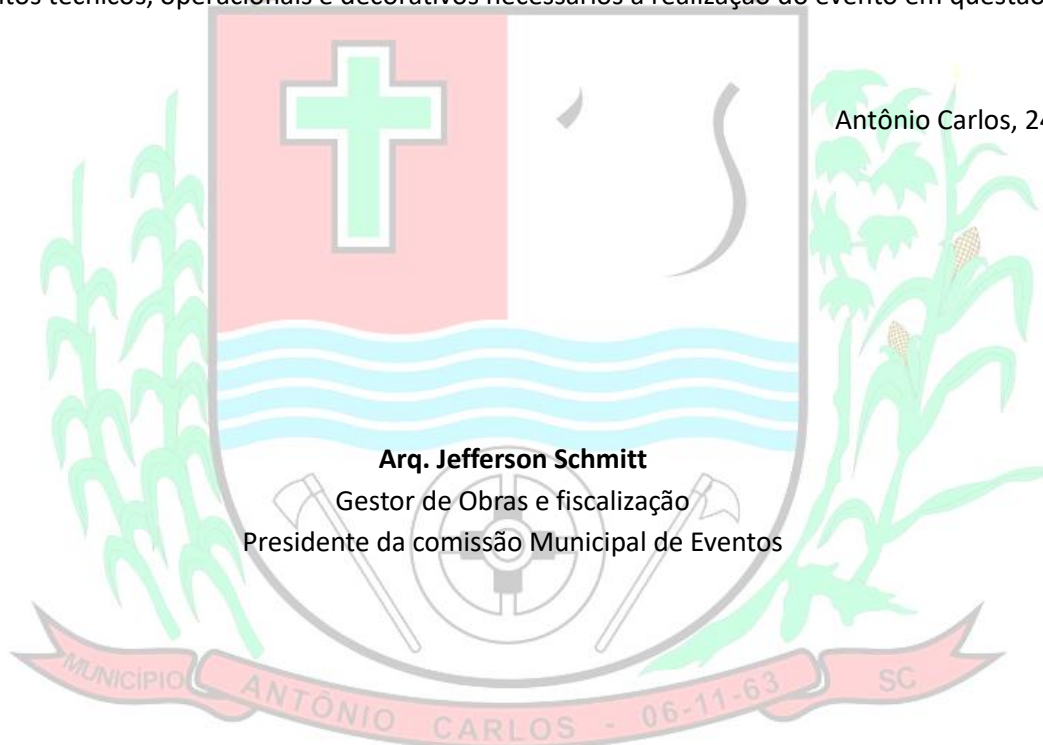 técnicos, operacionais e decorativos necessários à realização do evento em questão
Antônio Carlos, 24
Arq. Jefferson Schmitt
Gestor de Obras e fiscalização
Presidente da comissão Municipal de Eventos
MUNICÍPIO ANTÔNIO CARLOS - 06-11-63 SC